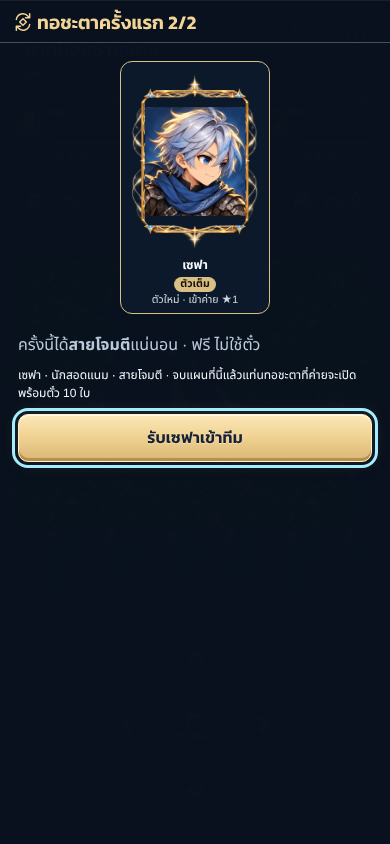 ทอชะตาครั้งแรก 2/2
เซฟา
ตัวเต็ม
ตัวใหม่ · เข้าค่าย ★1
ครั้งนี้ได้สายโจมตีแน่นอน · ฟรี ไม่ใช้ตั๋ว
เซฟา · นักสอดแนม · สายโจมตี · จบแผนที่นี้แล้วแท่นทอชะตาที่ค่ายจะเปิด
พร้อมตั๋ว 10 ใบ
รับเซฟาเข้าทีม